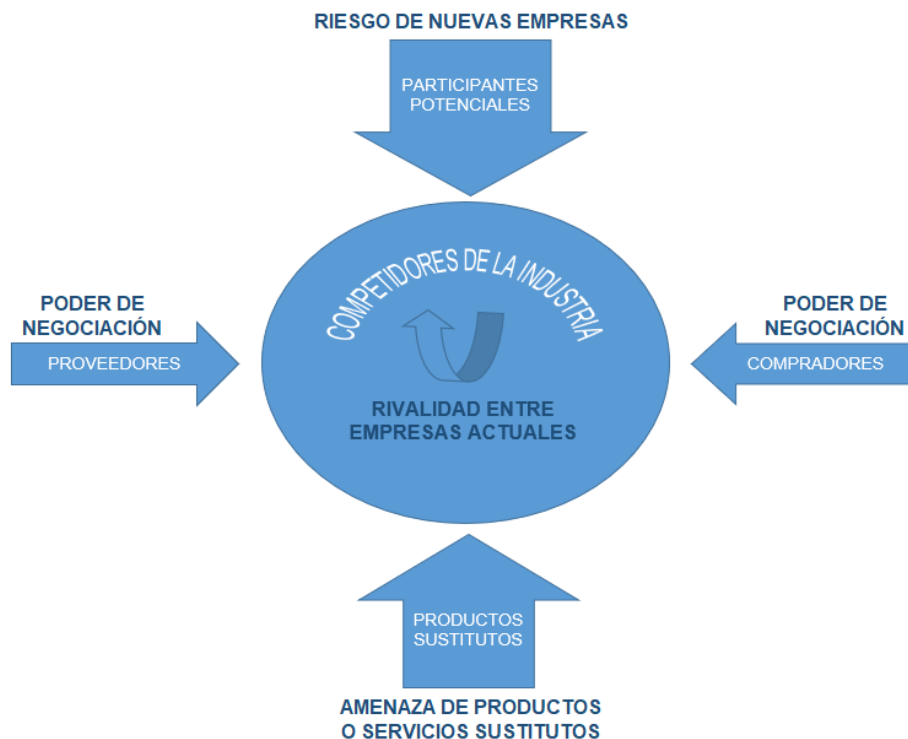 RIESGO DE NUEVAS EMPRESAS
PARTICIPANTES
POTENCIALES
COMPETIDORES DE LA INDUSTRIA
PODER DE
NEGOCIACIÓN
PROVEEDORES
PODER DE
NEGOCIACIÓN
COMPRADORES
RIVALIDAD ENTRE
EMPRESAS ACTUALES
PRODUCTOS
SUSTITUTOS
AMENAZA DE PRODUCTOS
O SERVICIOS SUSTITUTOS